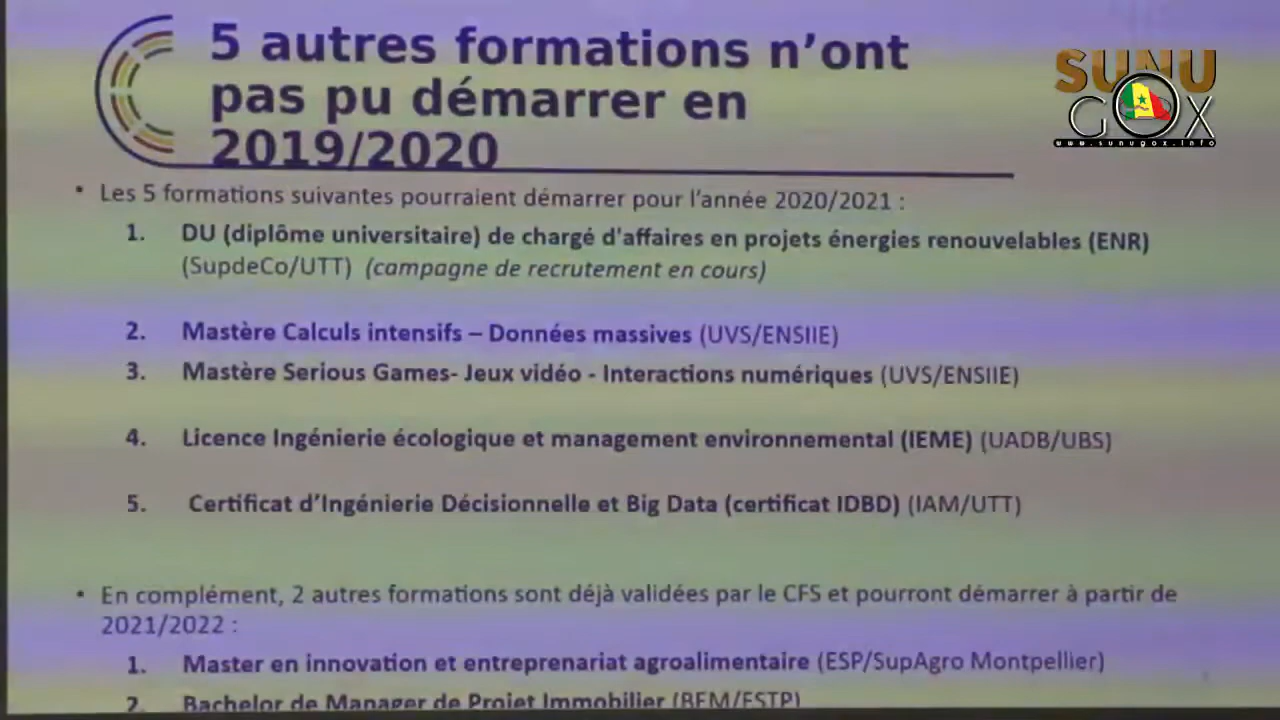 5 autres formations n'ont
pas pu démarrer en
2019/2020
SUNU
GOX
www.sunugox.info
• Les 5 formations suivantes pourraient démarrer pour l'année 2020/2021 :
1. DU (diplôme universitaire) de chargé d'affaires en projets énergies renouvelables (ENR)
(SupdeCo/UTT) (campagne de recrutement en cours)
2. Mastère Calculs intensifs – Données massives (UVS/ENSIIE)
3. Mastère Serious Games- Jeux vidéo - Interactions numériques (UVS/ENSIIE)
4. Licence Ingénierie écologique et management environnemental (IEME) (UADB/UBS)
5. Certificat d'Ingénierie Décisionnelle et Big Data (certificat IDBD) (IAM/UTT)
• En complément, 2 autres formations sont déjà validées par le CFS et pourront démarrer à partir de
2021/2022 :
1. Master en innovation et entreprenariat agroalimentaire (ESP/SupAgro Montpellier)
2. Bachelor de Manager de Projet Immobilier (BEM/ESTP)